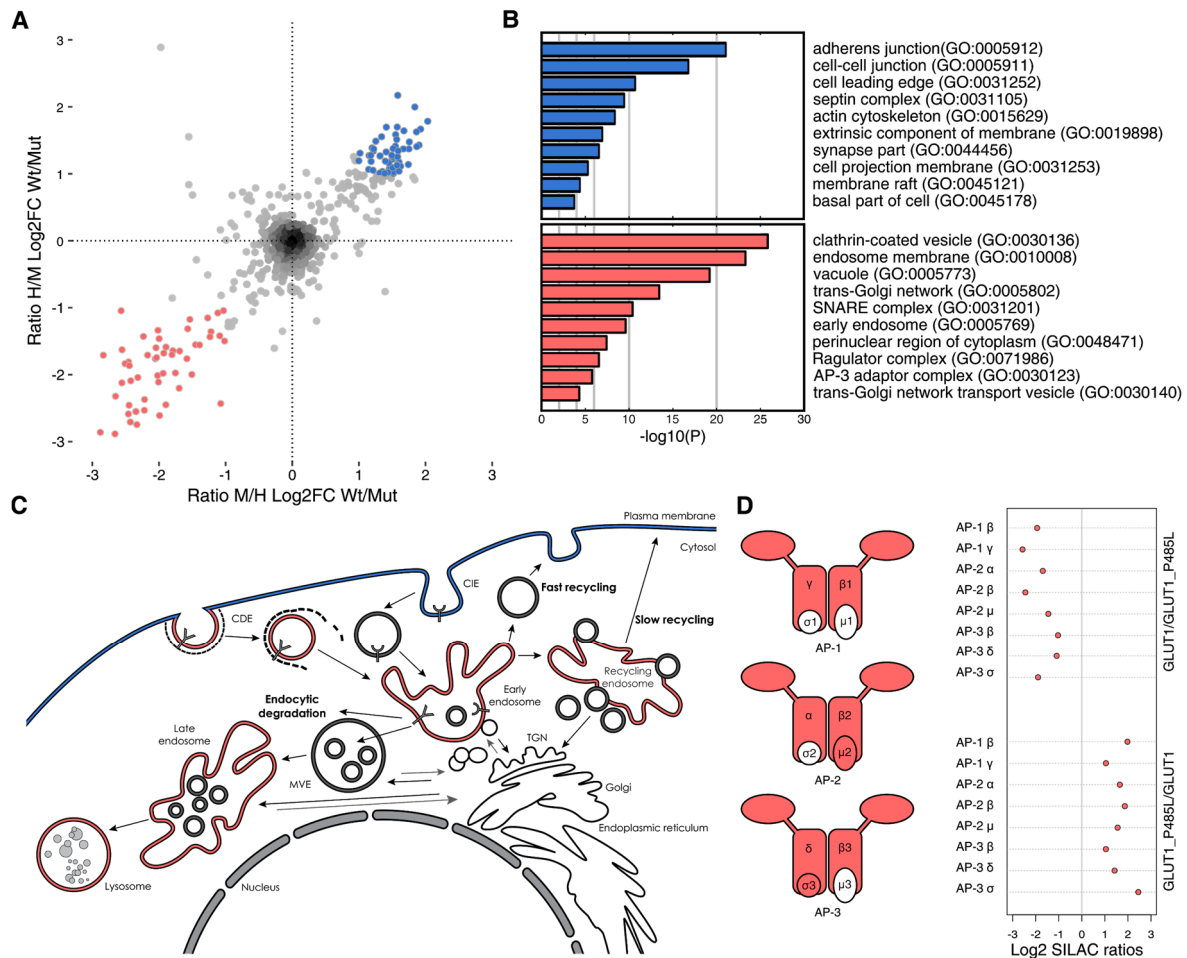 A
3
2
1
0
-1
-2
-3
Ratio H/M Log2FC Wt/Mut
-3
-2
-1
0
1
2
3
Ratio M/H Log2FC Wt/Mut
B
adherens junction(GO:0005912)
cell-cell junction (GO:0005911)
cell leading edge (GO:0031252)
septin complex (GO:0031105)
actin cytoskeleton (GO:0015629)
extrinsic component of membrane (GO:0019898)
synapse part (GO:0044456)
cell projection membrane (GO:0031253)
membrane raft (GO:0045121)
basal part of cell (GO:0045178)
clathrin-coated vesicle (GO:0030136)
endosome membrane (GO:0010008)
vacuole (GO:0005773)
trans-Golgi network (GO:0005802)
SNARE complex (GO:0031201)
early endosome (GO:0005769)
perinuclear region of cytoplasm (GO:0048471)
Ragulator complex (GO:0071986)
AP-3 adaptor complex (GO:0030123)
trans-Golgi network transport vesicle (GO:0030140)
0
5
10
15
20
25
30
-log10(P)
C
Plasma membrane
Cytosol
CIE
Fast recycling
CDE
Slow recycling
Recycling
endosome
Early
endosome
Endocytic
degradation
Late
endosome
TGN
MVE
Golgi
Endoplasmic reticulum
Lysosome
Nucleus
D
γ
β1
σ1
μ1
AP-1
α
β2
σ2
μ2
AP-2
δ
β3
σ3
μ3
AP-3
AP-1 β
AP-1 γ
AP-2 α
AP-2 β
AP-2 μ
AP-3 β
AP-3 δ
AP-3 σ
GLUT1/GLUT1_P485L
AP-1 β
AP-1 γ
AP-2 α
AP-2 β
AP-2 μ
AP-3 β
AP-3 δ
AP-3 σ
GLUT1_P485L/GLUT1
-3
-2
-1
0
1
2
3
Log2 SILAC ratios